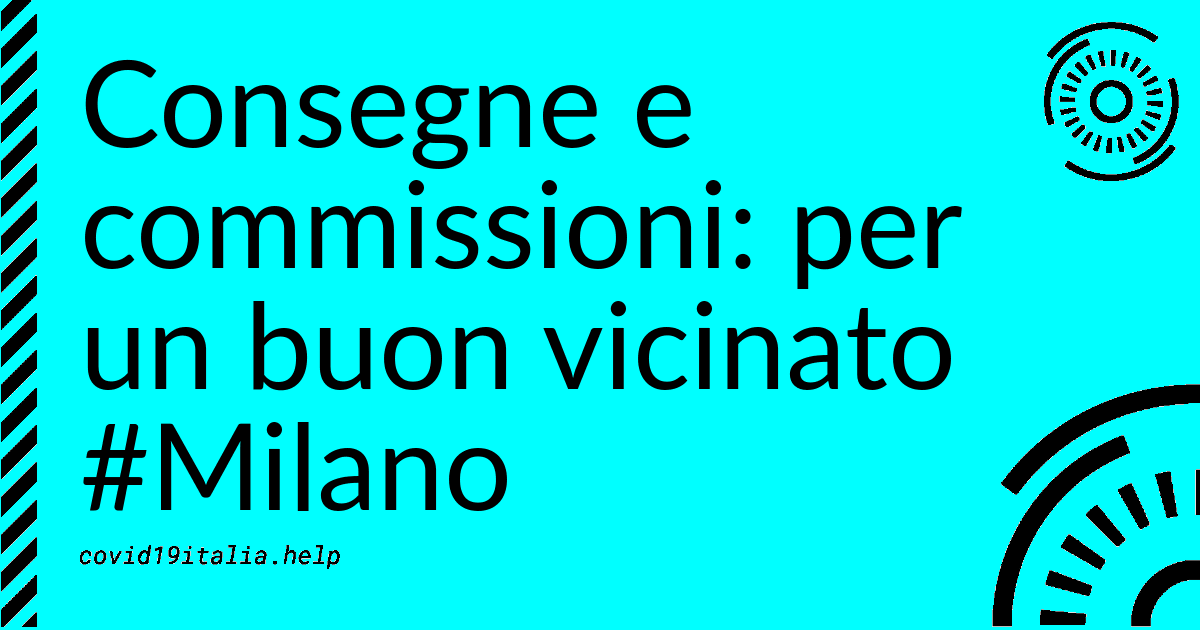 Consegne e
commissioni: per
un buon vicinato
#Milano
covid19italia.help